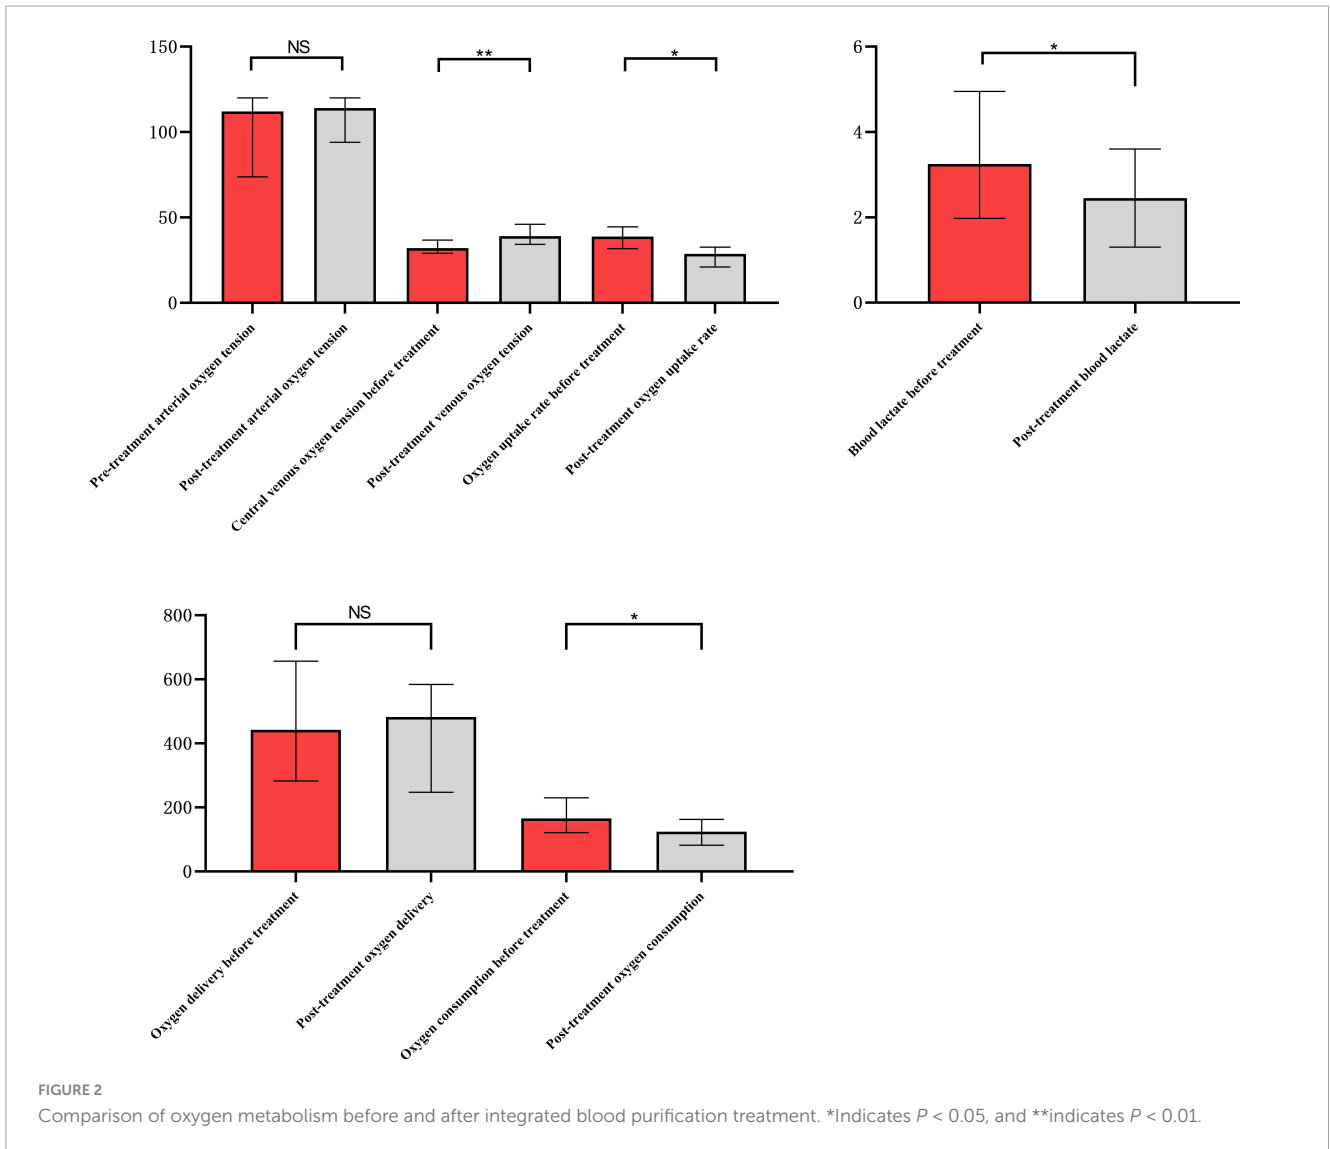 150
100
50
0
NS
**
*
Pre-treatment arterial oxygen tension
Post-treatment arterial oxygen tension
Central venous oxygen tension before treatment
Post-treatment venous oxygen tension
Oxygen uptake rate before treatment
Post-treatment oxygen uptake rate
6
4
2
0
*
Blood lactate before treatment
Post-treatment blood lactate
800
600
400
200
0
NS
*
Oxygen delivery before treatment
Post-treatment oxygen delivery
Oxygen consumption before treatment
Post-treatment oxygen consumption
FIGURE 2
Comparison of oxygen metabolism before and after integrated blood purification treatment. *Indicates P < 0.05, and **indicates P < 0.01.